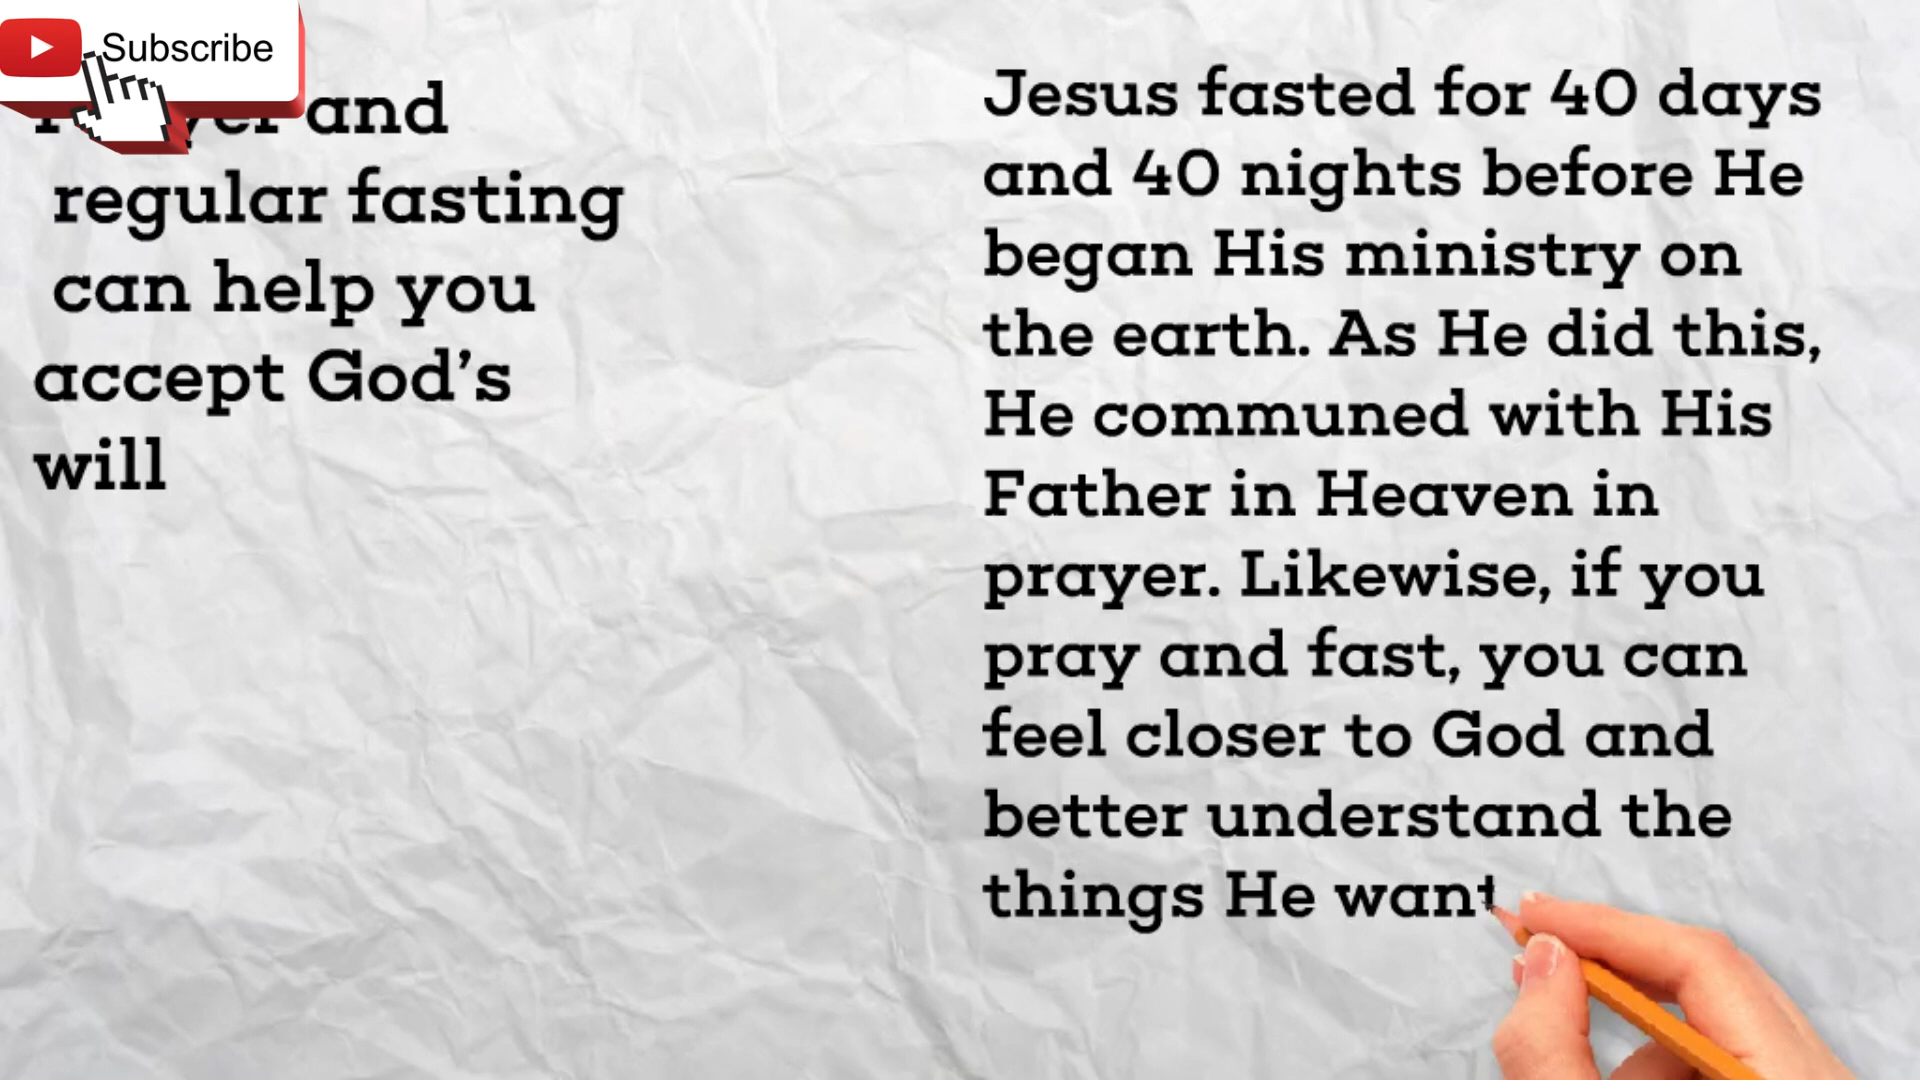 Subscribe
and
regular fasting
can help you
accept God's
will
Jesus fasted for 40 days
and 40 nights before He
began His ministry on
the earth. As He did this,
He communed with His
Father in Heaven in
prayer. Likewise, if you
pray and fast, you can
feel closer to God and
better understand the
things He want